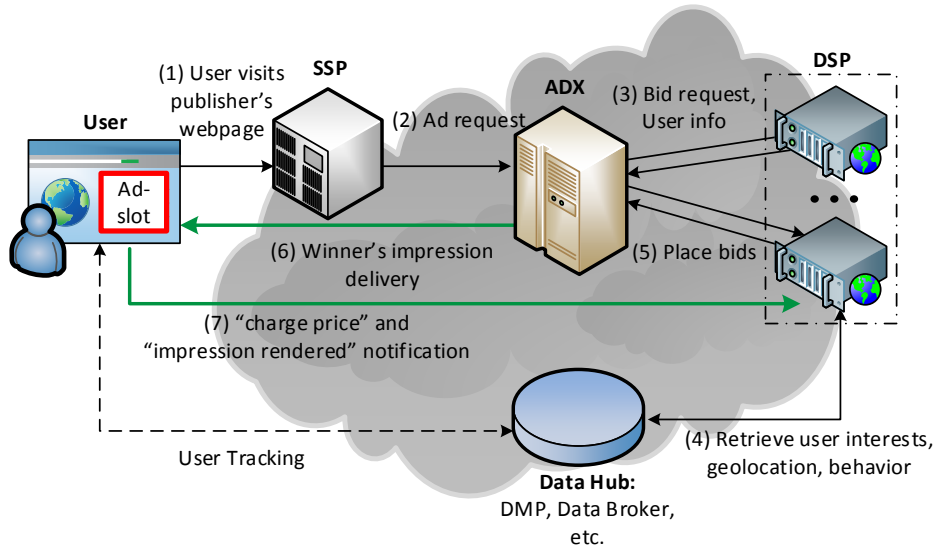 (1) User visits
publisher's
webpage
SSP
ADX
DSP
User
(2) Ad request
(3) Bid request,
User info
Ad-
slot
• • •
(6) Winner's impression
delivery
(5) Place bids
(7) “charge price” and
“impression rendered” notification
User Tracking
(4) Retrieve user interests,
geolocation, behavior
Data Hub:
DMP, Data Broker,
etc.